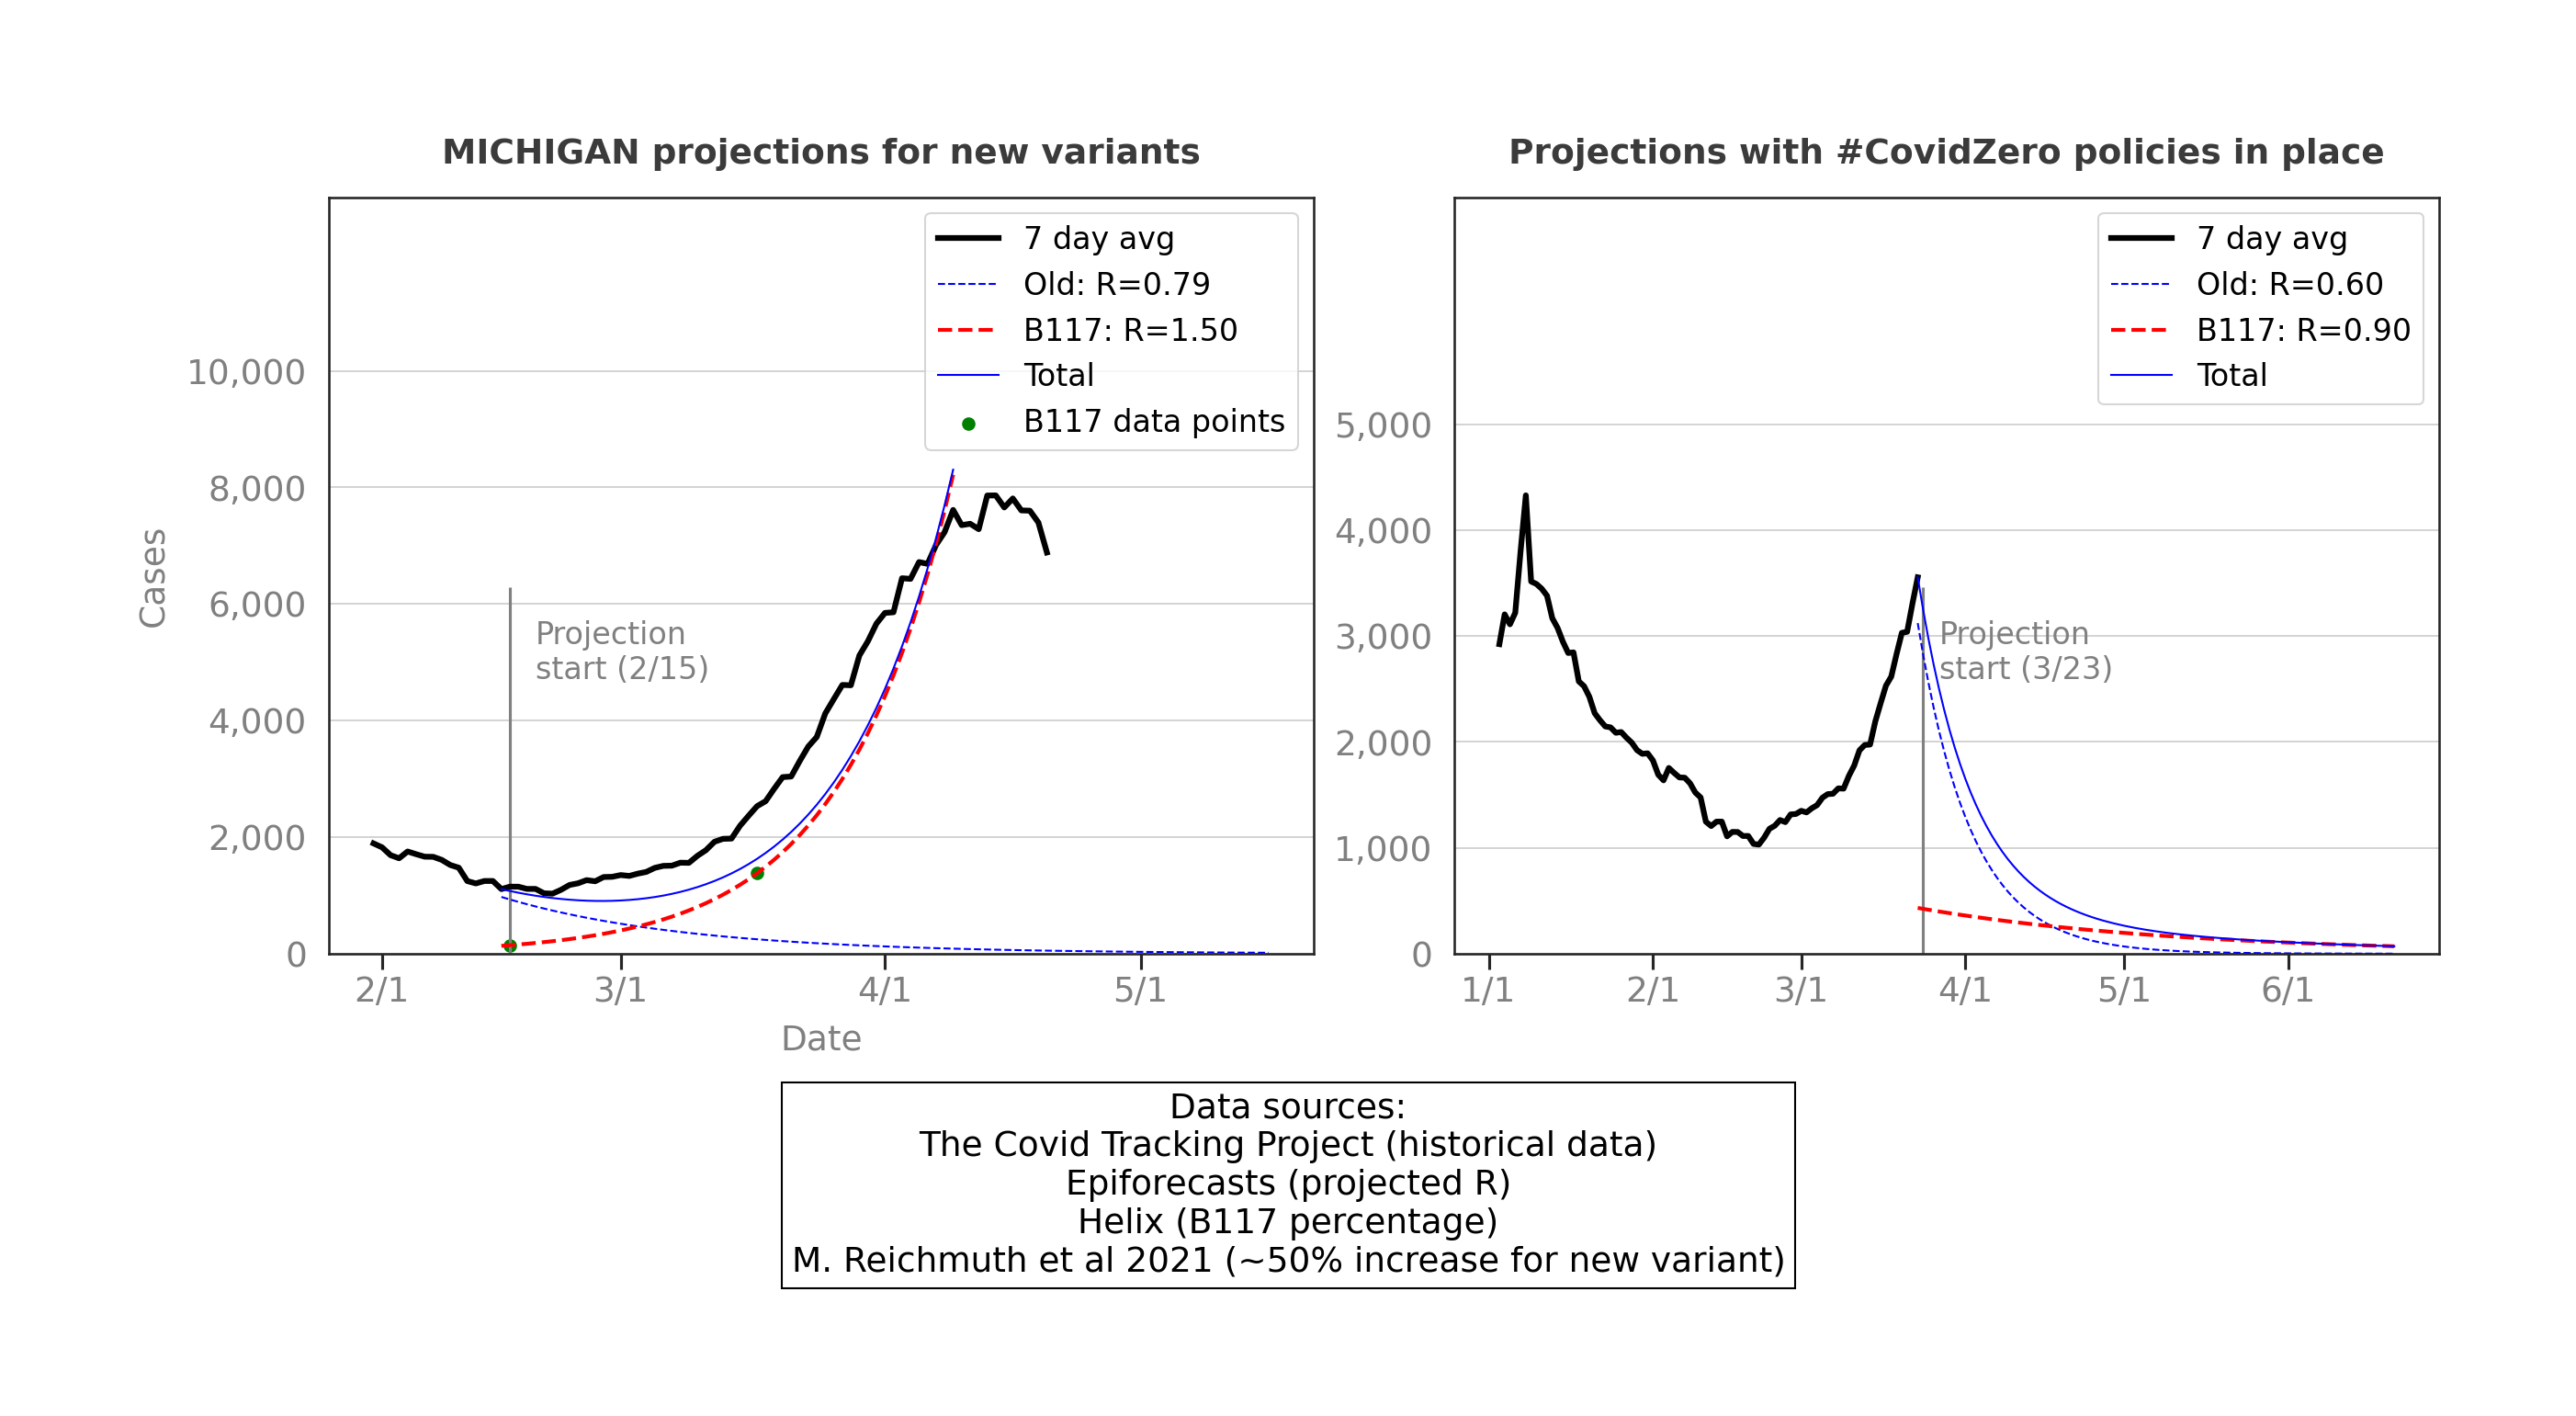 MICHIGAN projections for new variants
7 day avg
Old: R=0.79
B117: R=1.50
Total
B117 data points
10,000
8,000
6,000
4,000
2,000
0
Cases
Projection
start (2/15)
2/1
3/1
4/1
5/1
Date
Projections with #CovidZero policies in place
7 day avg
Old: R=0.60
B117: R=0.90
Total
5,000
4,000
3,000
2,000
1,000
0
Projection
start (3/23)
1/1
2/1
3/1
4/1
5/1
6/1
Data sources:
The Covid Tracking Project (historical data)
Epiforecasts (projected R)
Helix (B117 percentage)
M. Reichmuth et al 2021 (~50% increase for new variant)